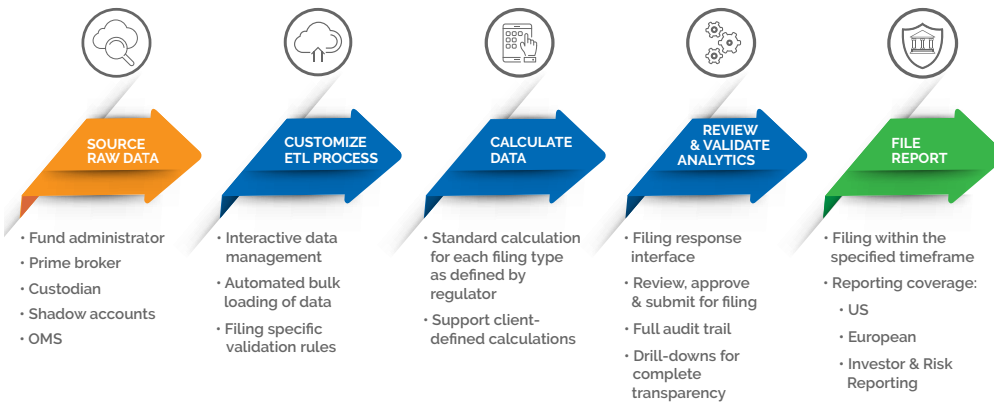 SOURCE
RAW DATA
• Fund administrator
• Prime broker
• Custodian
• Shadow accounts
• OMS
CUSTOMIZE
ETL PROCESS
• Interactive data
management
• Automated bulk
loading of data
• Filing specific
validation rules
CALCULATE
DATA
• Standard calculation
for each filing type
as defined by
regulator
• Support client-
defined calculations
REVIEW
& VALIDATE
ANALYTICS
• Filing response
interface
• Review, approve
& submit for filing
• Full audit trail
• Drill-downs for
complete
transparency
FILE
REPORT
• Filing within the
specified timeframe
• Reporting coverage:
• US
• European
• Investor & Risk
Reporting